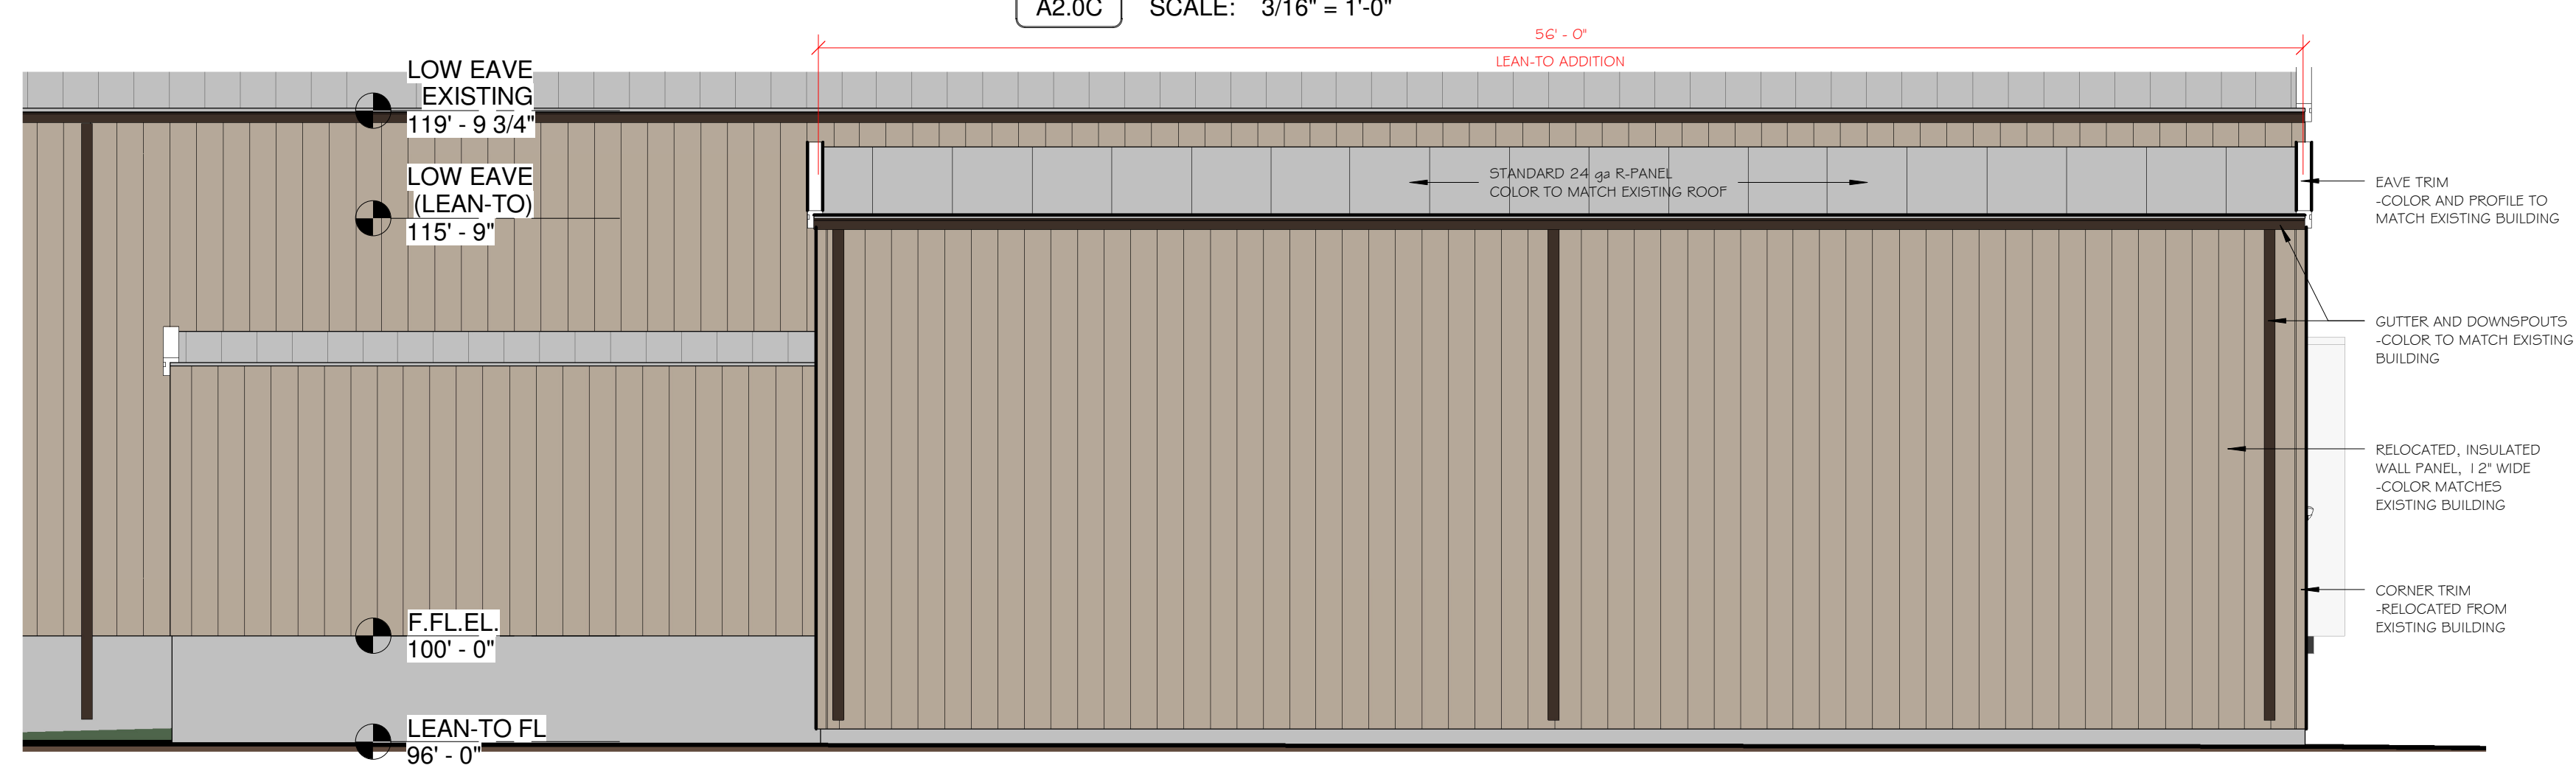 A2.0C SCALE: 3/16" = 1'-0"
56' - 0"
LEAN-TO ADDITION
LOW EAVE
EXISTING
119' - 9 3/4"
LOW EAVE
(LEAN-TO)
115' - 9"
STANDARD 24 ga R-PANEL
COLOR TO MATCH EXISTING ROOF
EAVE TRIM
-COLOR AND PROFILE TO
MATCH EXISTING BUILDING
GUTTER AND DOWNSPOUTS
-COLOR TO MATCH EXISTING
BUILDING
RELOCATED, INSULATED
WALL PANEL, 12" WIDE
-COLOR MATCHES
EXISTING BUILDING
CORNER TRIM
-RELOCATED FROM
EXISTING BUILDING
F.FL.EL.
100' - 0"
LEAN-TO FL
96' - 0"